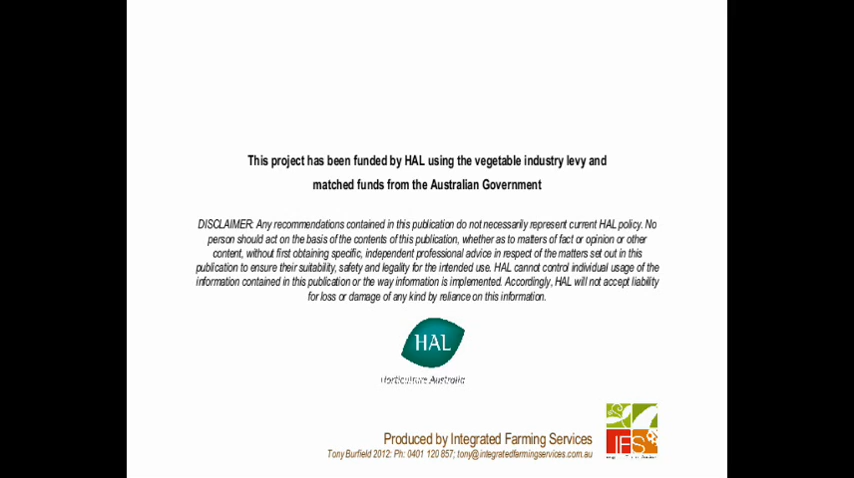 This project has been funded by HAL using the vegetable industry levy and
matched funds from the Australian Government
DISCLAIMER: Any recommendations contained in this publication do not necessarily represent current HAL policy. No
person should act on the basis of the contents of this publication, whether as to matters of fact or opinion or other
content, without first obtaining specific, independent professional advice in respect of the matters set out in this
publication to ensure their suitability, safety and legality for the intended use. HAL cannot control individual usage of the
information contained in this publication or the way information is implemented. Accordingly, HAL will not accept liability
for loss or damage of any kind by reliance on this information.
HAL
Horticulture Australia
Produced by Integrated Farming Services
Tony Burfield 2012: Ph: 0401 120 857; tony@integratedfarmingservices.com.au
IFS